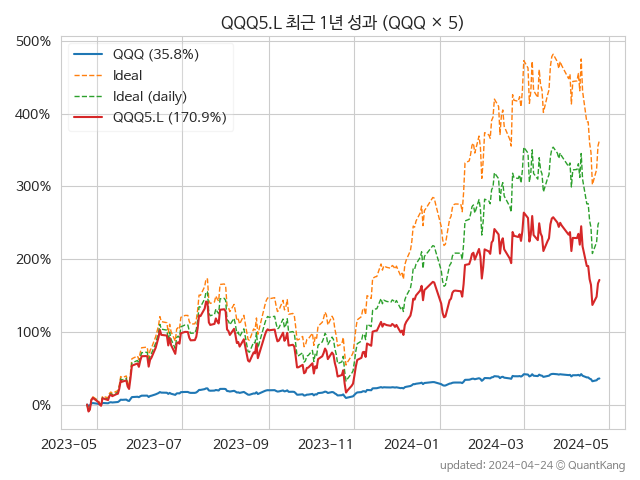 QQQ5.L 최근 1년 성과 (QQQ × 5)
500%
400%
300%
200%
100%
0%
QQQ (35.8%)
Ideal
Ideal (daily)
QQQ5.L (170.9%)
2023-05
2023-07
2023-09
2023-11
2024-01
2024-03
2024-05
updated: 2024-04-24 © QuantKang